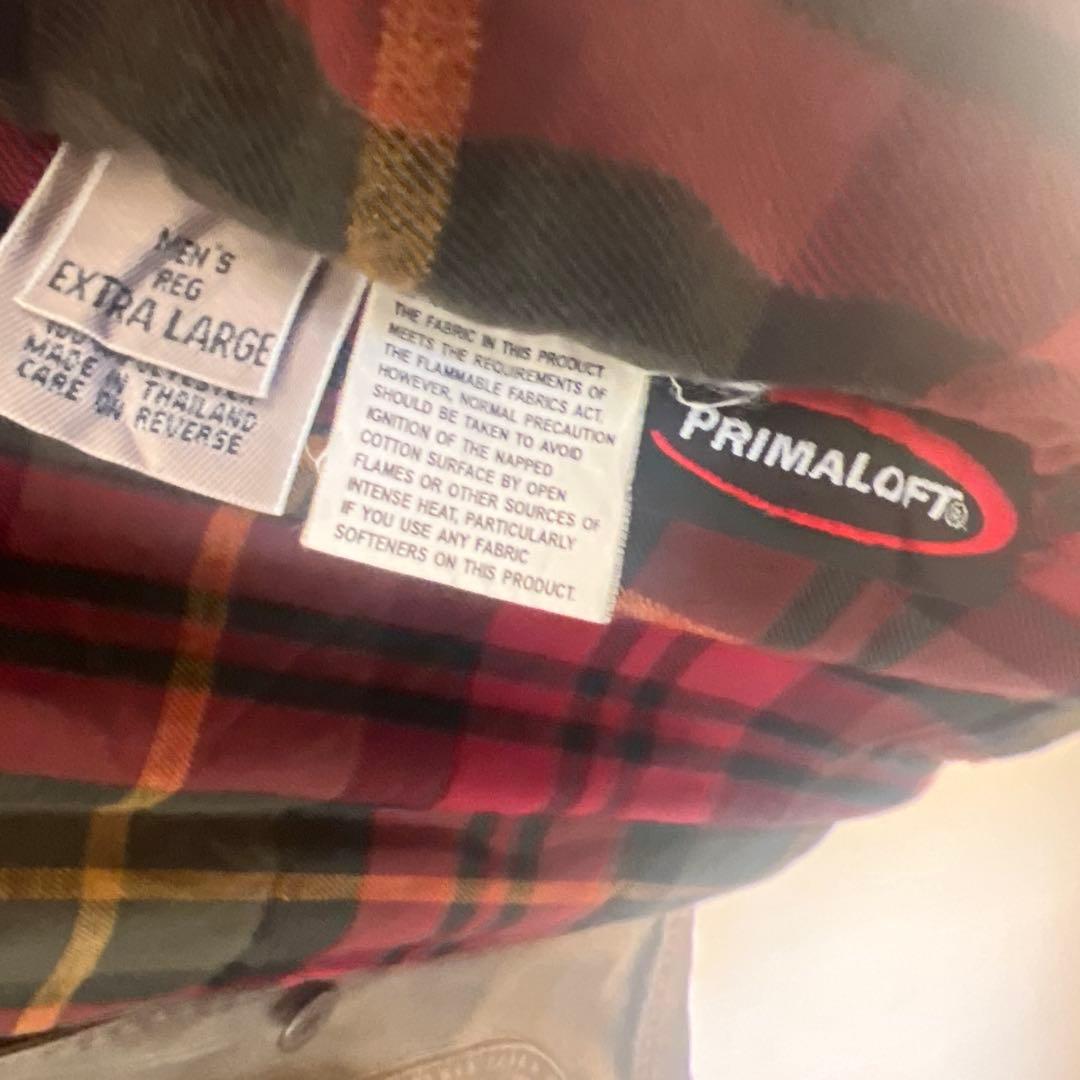 MEN'S
REG
EXTRA LARGE
MADE IN THAILAND
CARE ON REVERSE
THE FABRIC IN THIS PRODUCT
MEETS THE REQUIREMENTS OF
THE FLAMMABLE FABRICS ACT.
HOWEVER, NORMAL PRECAUTION
SHOULD BE TAKEN TO AVOID
IGNITION OF THE NAPPED
COTTON SURFACE BY OPEN
FLAMES OR OTHER SOURCES OF
INTENSE HEAT, PARTICULARLY
IF YOU USE ANY FABRIC
SOFTENERS ON THIS PRODUCT.
PRIMALOFT®